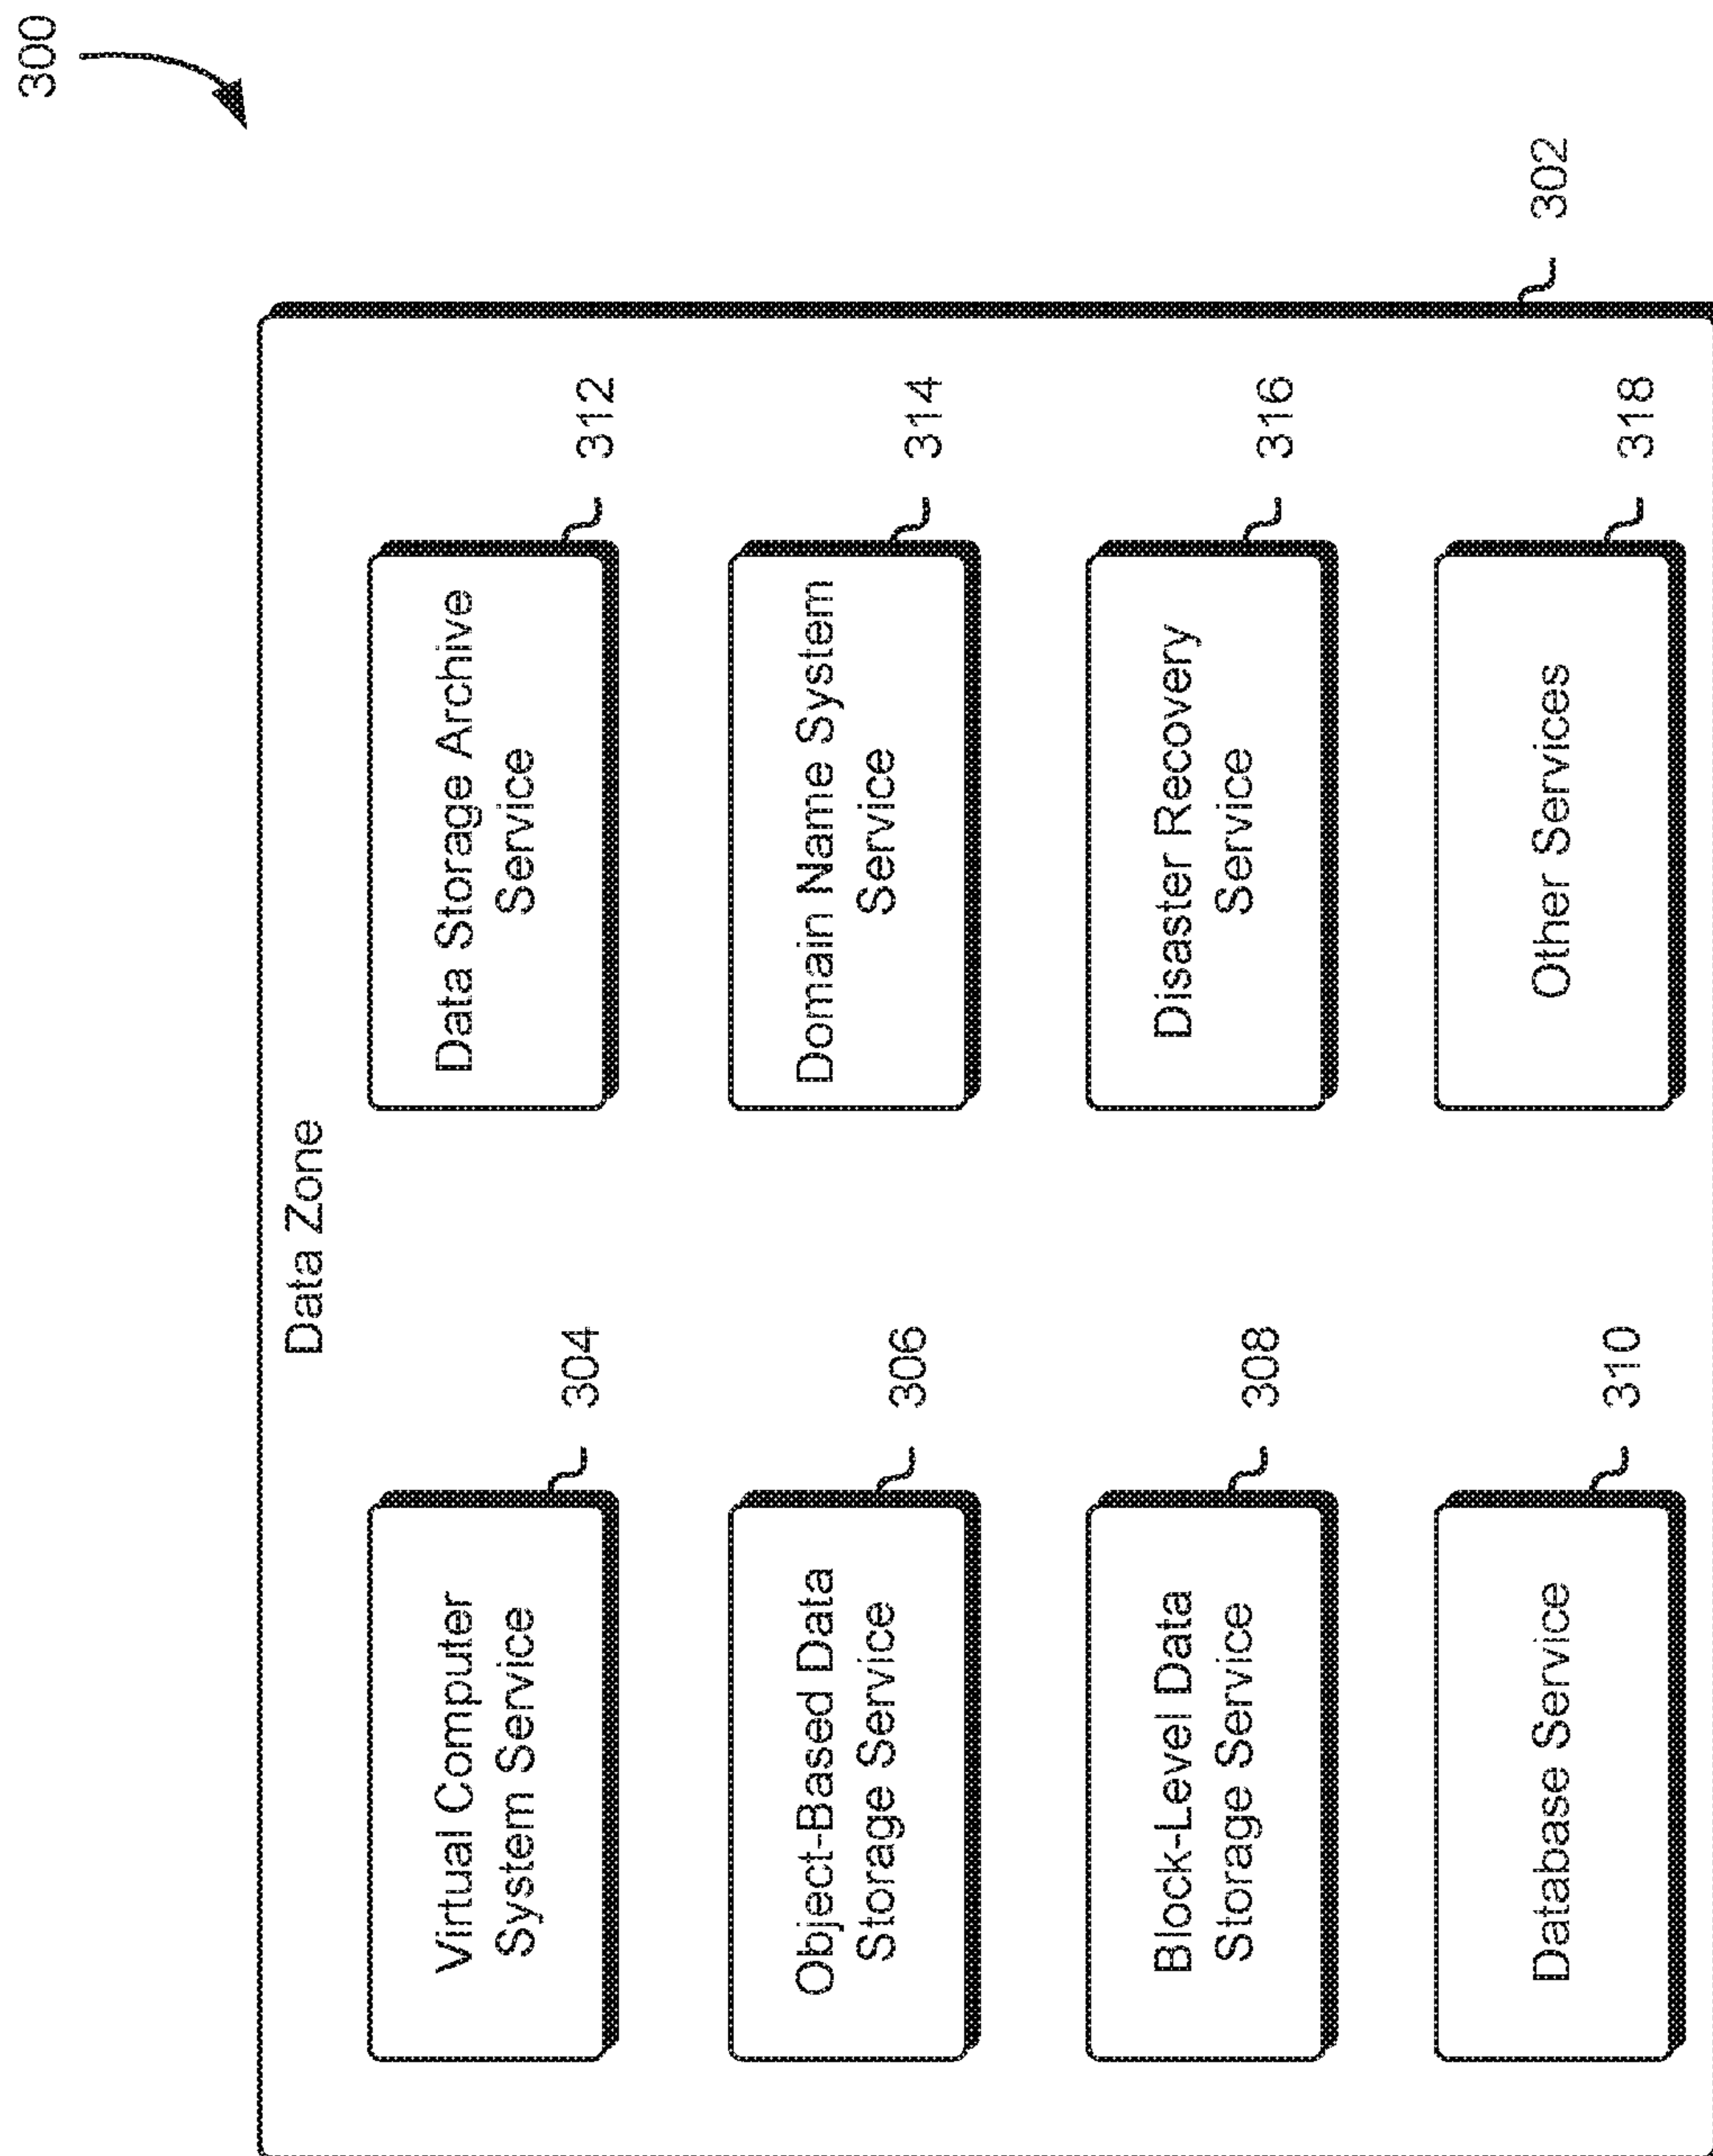 300
302
Data Zone
Virtual Computer
System Service
304
Data Storage Archive
Service
312
Object-Based Data
Storage Service
306
Domain Name System
Service
314
Block-Level Data
Storage Service
308
Disaster Recovery
Service
316
Database Service
310
Other Services
318